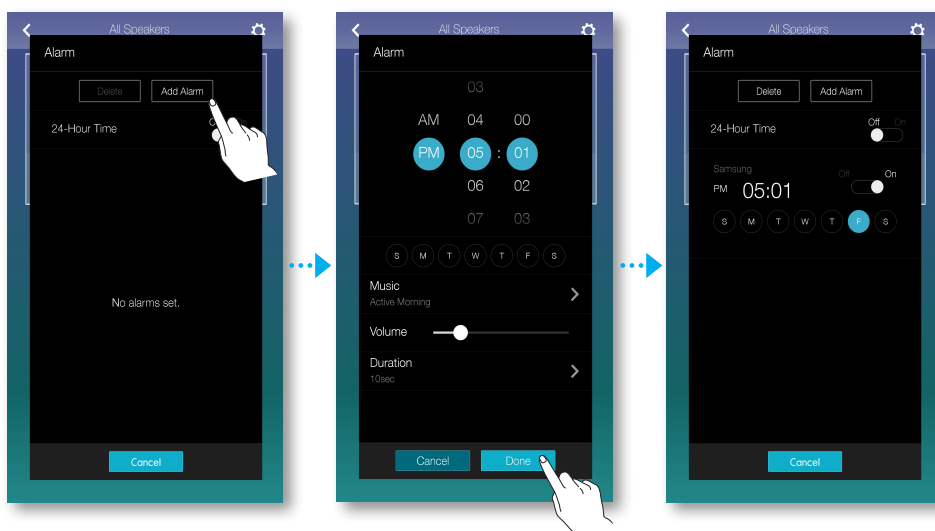 All Speakers
Alarm
Delete Add Alarm
24-Hour Time
No alarms set.
Cancel
All Speakers
Alarm
03
AM 04 00
PM 05 : 01
06 02
07 03
S M T W T F S
Music
Active Morning
Volume
Duration
10sec
Cancel Done
All Speakers
Alarm
Delete Add Alarm
Off On
24-Hour Time
Samsung
Off On
PM 05:01
S M T W T F S
Cancel